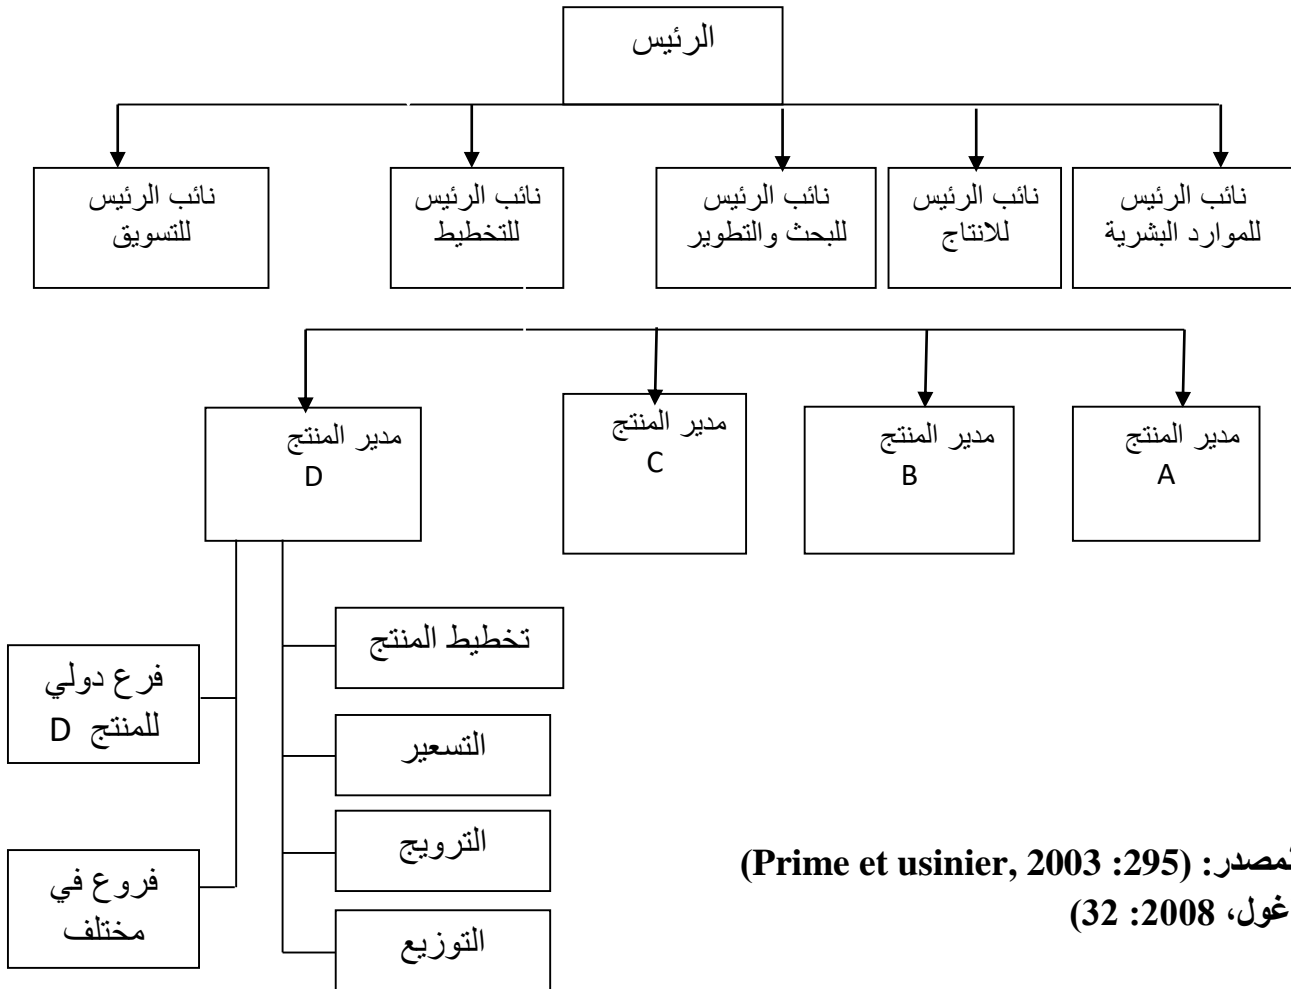 الرئيس
نائب الرئيس
للموارد البشرية
نائب الرئيس
للانتاج
نائب الرئيس
للبحث والتطوير
نائب الرئيس
للتخطيط
نائب الرئيس
للتسويق
مدير المنتج
A
مدير المنتج
B
مدير المنتج
C
مدير المنتج
D
تخطيط المنتج
التسعير
الترويج
التوزيع
فرع دولي
للمنتج D
فروع في
مختلف
(Prime et usinier, 2003 :295)
غول، 2008: 32)